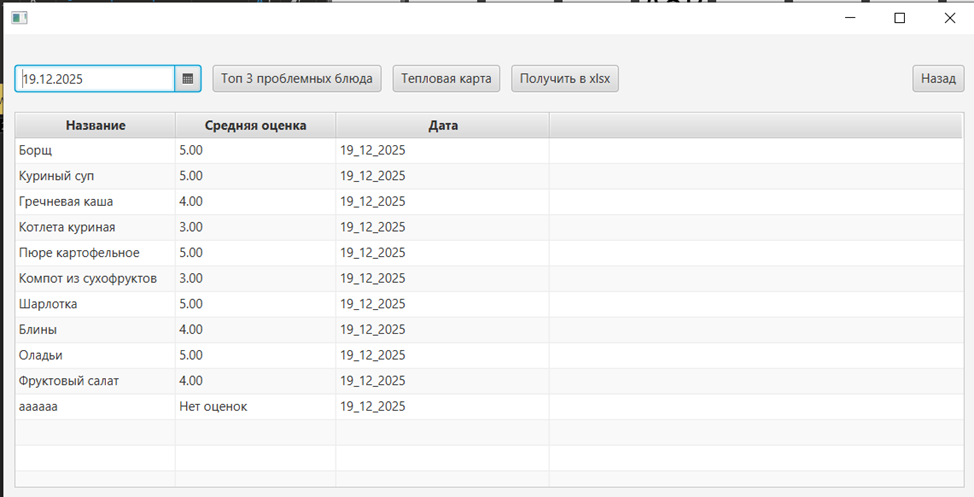 19.12.2025 Топ 3 проблемных блюда Тепловая карта Получить в xlsx Назад
Название Средняя оценка Дата
Борщ 5.00 19_12_2025
Куриный суп 5.00 19_12_2025
Гречневая каша 4.00 19_12_2025
Котлета куриная 3.00 19_12_2025
Пюре картофельное 5.00 19_12_2025
Компот из сухофруктов 3.00 19_12_2025
Шарлотка 5.00 19_12_2025
Блины 4.00 19_12_2025
Оладьи 5.00 19_12_2025
Фруктовый салат 4.00 19_12_2025
аааааа Нет оценок 19_12_2025